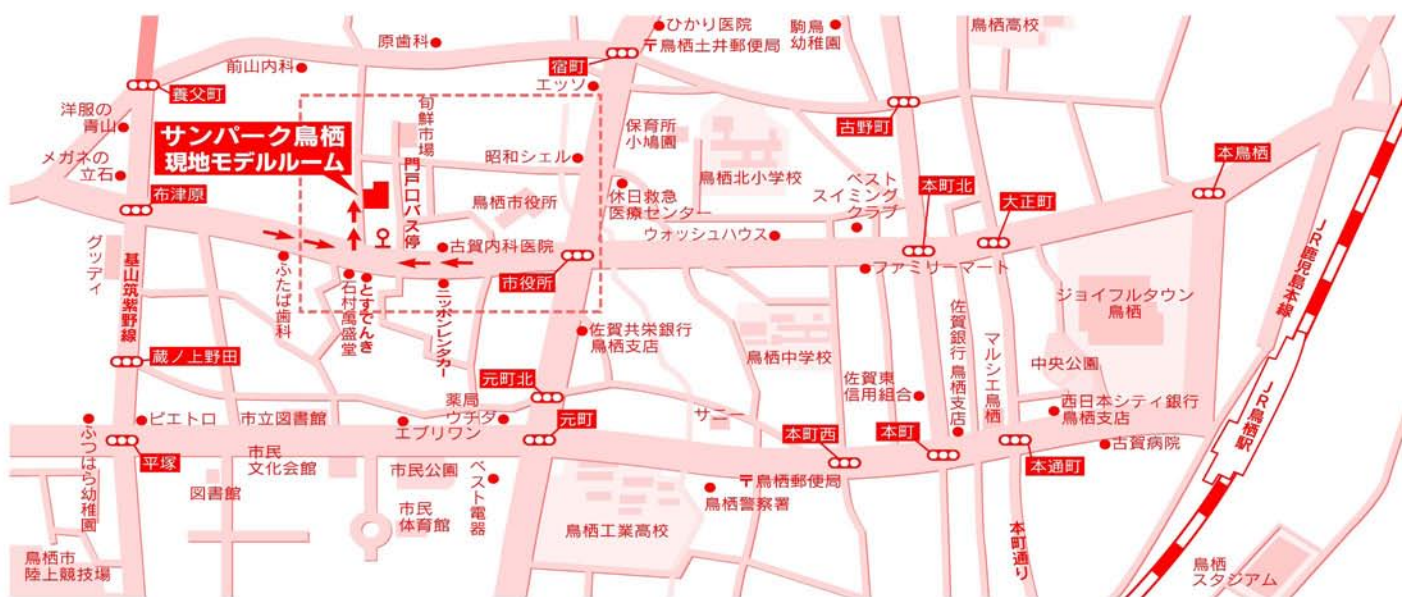 ひかり医院
〒鳥栖土井郵便局
駒鳥
幼稚園
鳥栖高校
原歯科
前山内科
宿町
エッソ
養父町
洋服の
青山
旬鮮市場
保育所
小鳩園
古野町
サンパーク鳥栖
現地モデルルーム
昭和シェル
メガネの
立石
鳥栖北小学校
本鳥栖
布津原
門戸口バス停
鳥栖市役所
休日救急
医療センター
ベスト
スイミング
クラブ
本町北
大正町
グッディ
古賀内科医院
ウォッシュハウス
市役所
ファミリーマート
基山筑紫野線
ふたば歯科
石村萬盛堂
とすでんき
ニッポンレンタカー
ジョイフルタウン
鳥栖
JR鹿児島本線
佐賀共栄銀行
鳥栖支店
鳥栖中学校
佐賀銀行 鳥栖支店
マルシエ鳥栖
中央公園
蔵ノ上野田
元町北
佐賀東
信用組合
JR鳥栖駅
薬局
ウチダ
元町
サニー
西日本シティ銀行
鳥栖支店
ピエトロ
市立図書館
エブリワン
本町西
本町
本通町
古賀病院
ふつはら幼稚園
平塚
市民
文化会館
市民公園
ベスト電器
〒鳥栖郵便局
図書館
鳥栖警察署
市民
体育館
鳥栖工業高校
本町通り
鳥栖市
陸上競技場
鳥栖
スタジアム